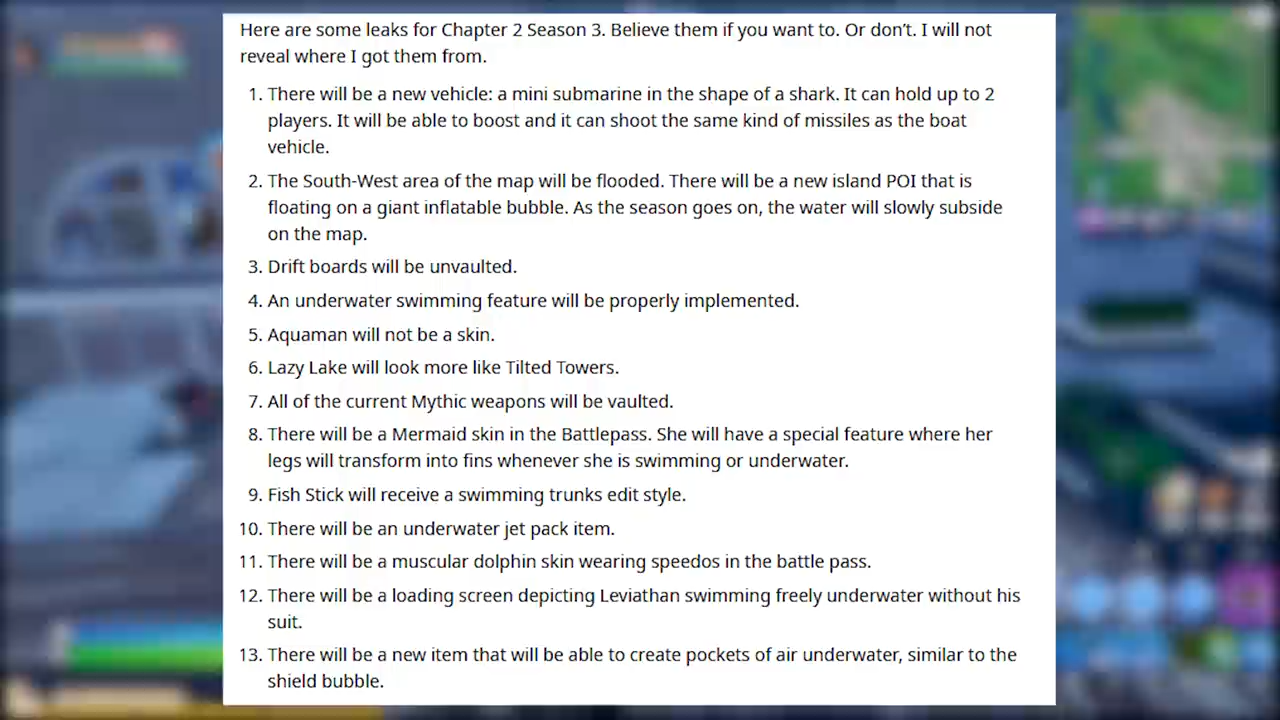 Here are some leaks for Chapter 2 Season 3. Believe them if you want to. Or don’t. I will not
reveal where I got them from.
1. There will be a new vehicle: a mini submarine in the shape of a shark. It can hold up to 2
players. It will be able to boost and it can shoot the same kind of missiles as the boat
vehicle.
2. The South-West area of the map will be flooded. There will be a new island POI that is
floating on a giant inflatable bubble. As the season goes on, the water will slowly subside
on the map.
3. Drift boards will be unvaulted.
4. An underwater swimming feature will be properly implemented.
5. Aquaman will not be a skin.
6. Lazy Lake will look more like Tilted Towers.
7. All of the current Mythic weapons will be vaulted.
8. There will be a Mermaid skin in the Battlepass. She will have a special feature where her
legs will transform into fins whenever she is swimming or underwater.
9. Fish Stick will receive a swimming trunks edit style.
10. There will be an underwater jet pack item.
11. There will be a muscular dolphin skin wearing speedos in the battle pass.
12. There will be a loading screen depicting Leviathan swimming freely underwater without his
suit.
13. There will be a new item that will be able to create pockets of air underwater, similar to the
shield bubble.